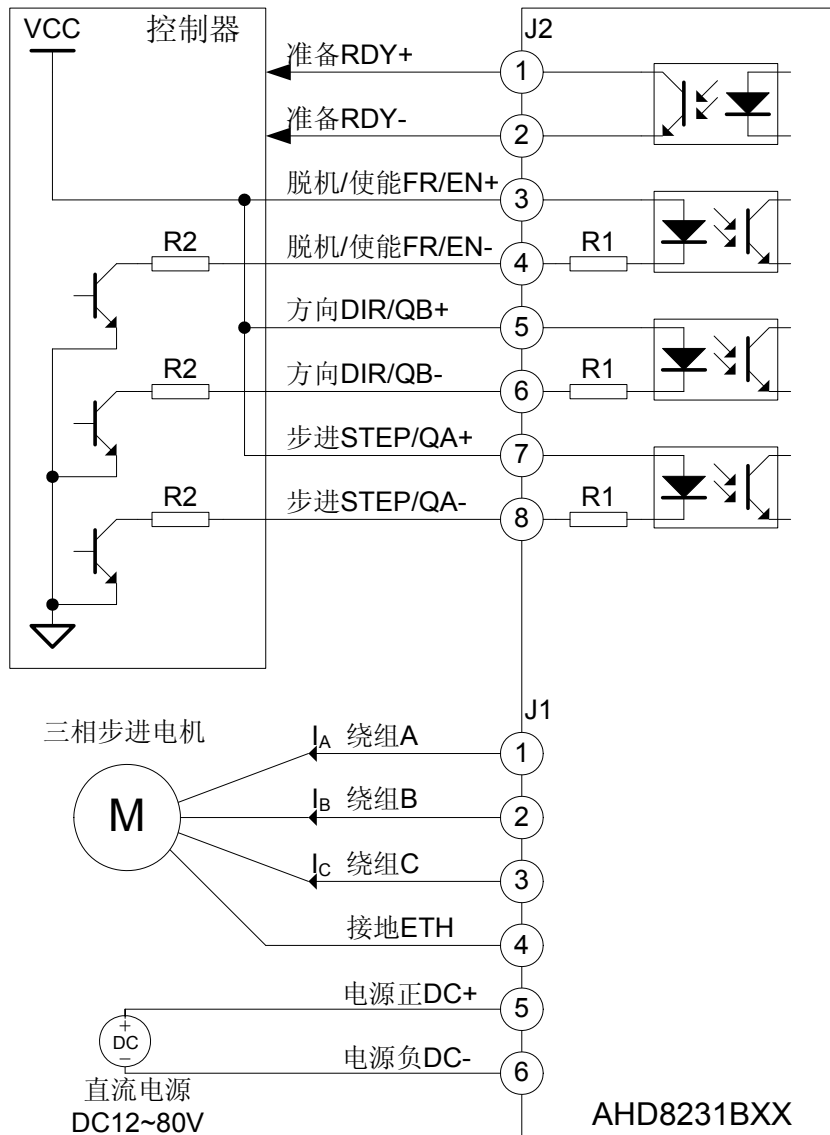 VCC 控制器 J2
准备RDY+ 1
准备RDY- 2
脱机/使能FR/EN+ 3
R2 脱机/使能FR/EN- 4 R1
方向DIR/QB+ 5
R2 方向DIR/QB- 6 R1
步进STEP/QA+ 7
R2 步进STEP/QA- 8 R1
J1
三相步进电机 IA 绕组A 1
M IB 绕组B 2
IC 绕组C 3
接地ETH 4
电源正DC+ 5
+
DC
−
电源负DC- 6
直流电源
DC12~80V AHD8231BXX